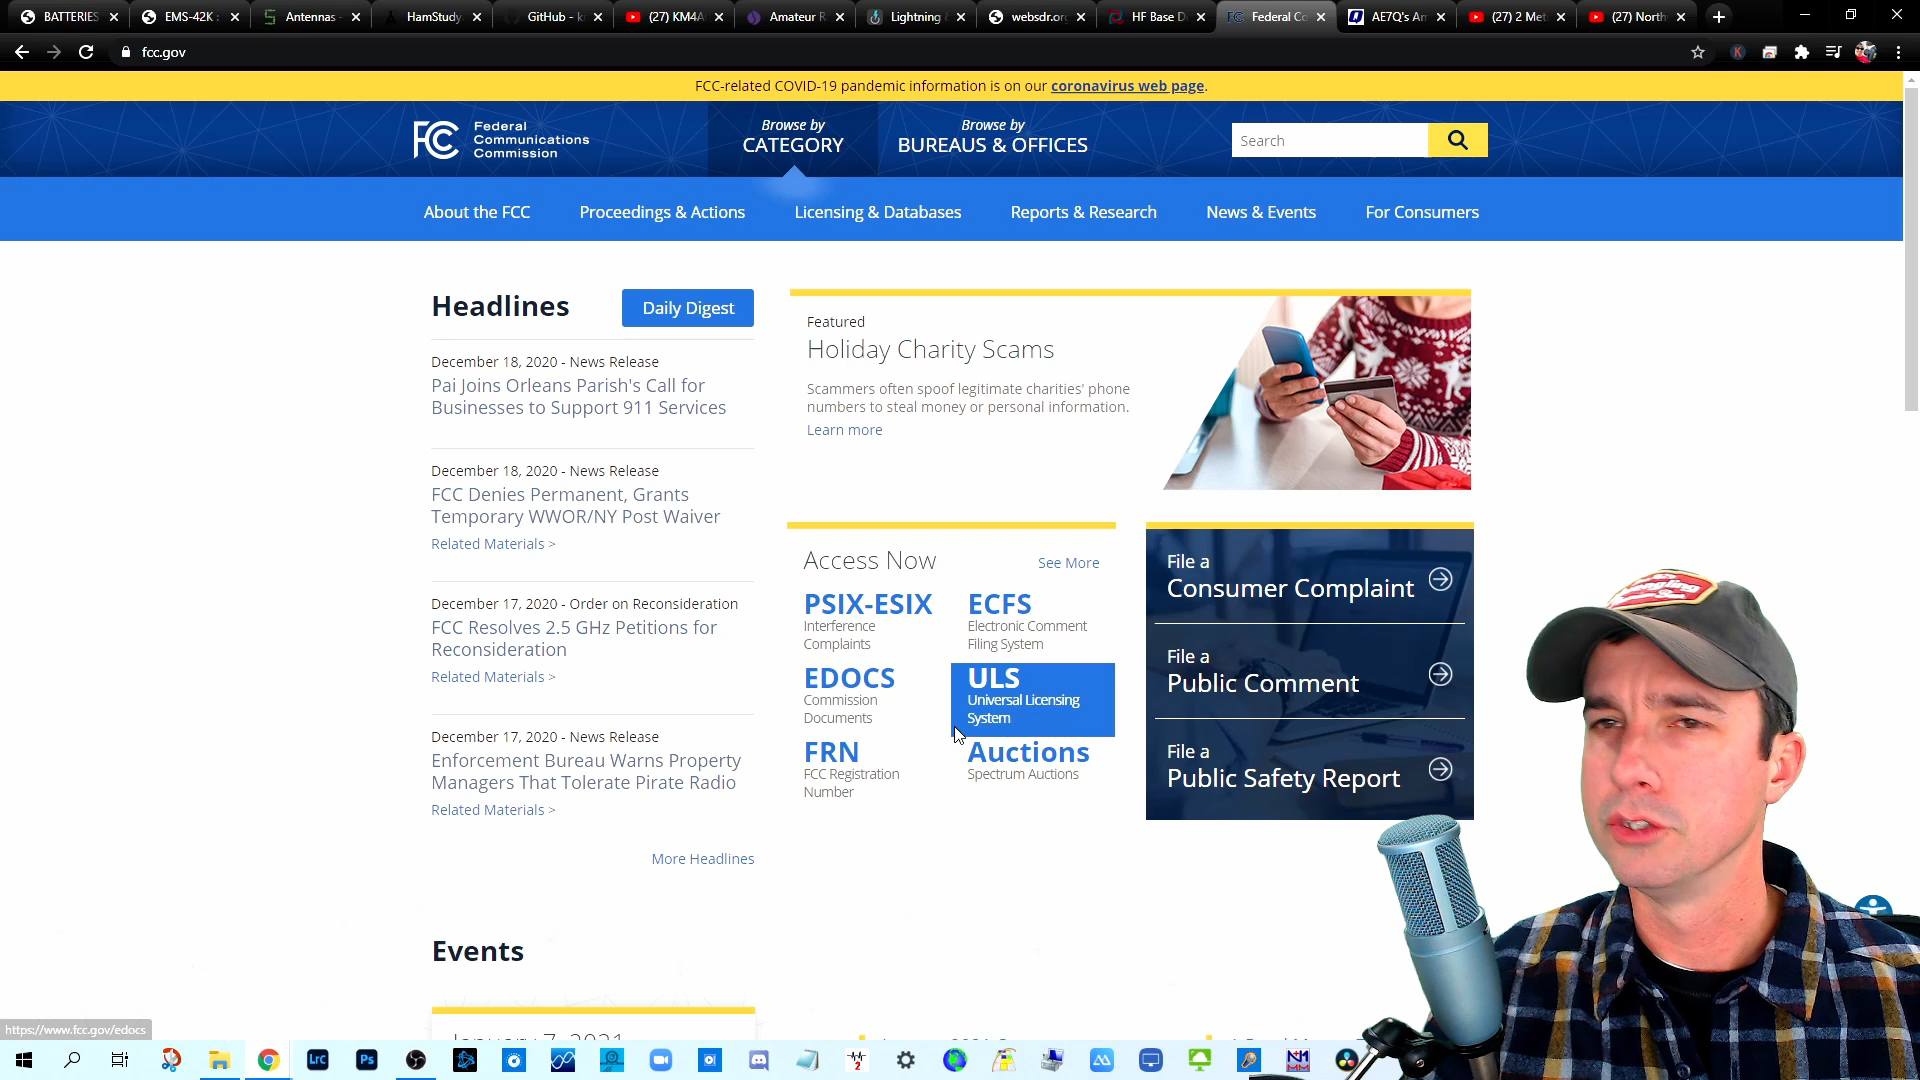 BATTERIES
EMS-42K :
Antennas -
HamStudy.
GitHub - k
(27) KM4A
Amateur R
Lightning
websdr.org
HF Base D
Federal Co
AE7Q's Am
(27) 2 Met
(27) North
fcc.gov
FCC-related COVID-19 pandemic information is on our coronavirus web page.
FCC Federal Communications Commission
Browse by
CATEGORY
Browse by
BUREAUS & OFFICES
Search
About the FCC
Proceedings & Actions
Licensing & Databases
Reports & Research
News & Events
For Consumers
Headlines
Daily Digest
December 18, 2020 - News Release
Pai Joins Orleans Parish's Call for
Businesses to Support 911 Services
December 18, 2020 - News Release
FCC Denies Permanent, Grants
Temporary WWOR/NY Post Waiver
Related Materials >
December 17, 2020 - Order on Reconsideration
FCC Resolves 2.5 GHz Petitions for
Reconsideration
Related Materials >
December 17, 2020 - News Release
Enforcement Bureau Warns Property
Managers That Tolerate Pirate Radio
Related Materials >
More Headlines
Featured
Holiday Charity Scams
Scammers often spoof legitimate charities' phone
numbers to steal money or personal information.
Learn more
Access Now
See More
PSIX-ESIX
Interference
Complaints
ECFS
Electronic Comment
Filing System
EDOCS
Commission
Documents
ULS
Universal Licensing
System
FRN
FCC Registration
Number
Auctions
Spectrum Auctions
File a
Consumer Complaint
File a
Public Comment
File a
Public Safety Report
Events
January 7, 2021
https://www.fcc.gov/edocs
LrC
Ps